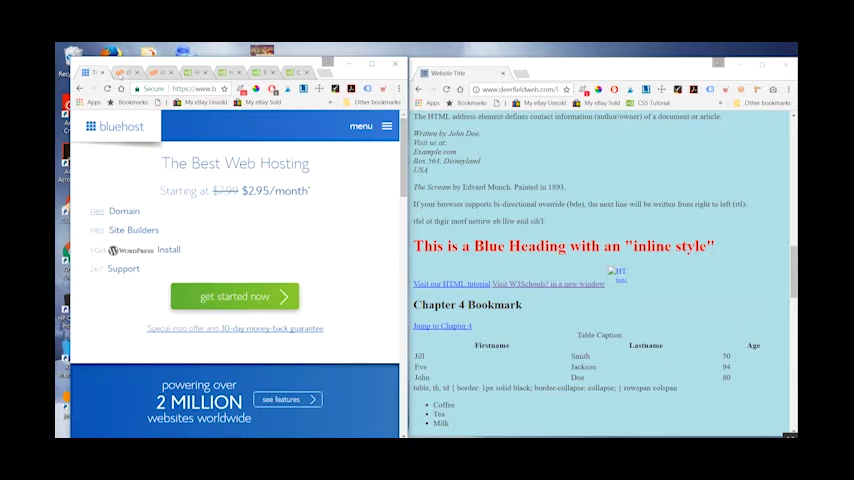 Website Title
Secure
https://www.b
www.deerfieldweb.com/
Apps
Bookmarks
My eBay Unsold
My eBay Sold
Other bookmarks
Apps
Bookmarks
My eBay Unsold
My eBay Sold
CSS Tutorial
Other bookmarks
bluehost
menu
The Best Web Hosting
Starting at $7.99 $2.95/month*
FREE Domain
FREE Site Builders
1-Click WORDPRESS Install
24/7 Support
get started now
*Special intro offer and 30-day money-back guarantee
powering over
2 MILLION
websites worldwide
see features
The HTML address element defines contact information (author/owner) of a document or article.
Written by John Doe.
Visit us at:
Example.com
Box 564, Disneyland
USA
The Scream by Edvard Munch. Painted in 1893.
If your browser supports bi-directional override (bdo), the next line will be written from right to left (rtl):
tfel ot thgir morf nettirw eb lliw enil sihT
This is a Blue Heading with an "inline style"
Visit our HTML tutorial Visit W3Schools! in a new window
Chapter 4 Bookmark
Jump to Chapter 4
Table Caption
Firstname Lastname Age
Jill Smith 50
Eve Jackson 94
John Doe 80
table, th, td { border: 1px solid black; border-collapse: collapse; } rowspan colspan
Coffee
Tea
Milk